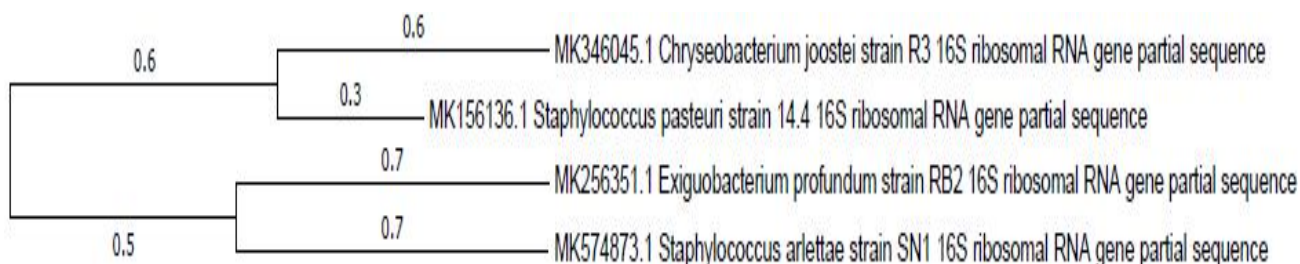 0.6
MK346045.1 Chryseobacterium joostei strain R3 16S ribosomal RNA gene partial sequence
0.6
0.3
MK156136.1 Staphylococcus pasteuri strain 14.4 16S ribosomal RNA gene partial sequence
0.7
MK256351.1 Exiguobacterium profundum strain RB2 16S ribosomal RNA gene partial sequence
0.5
0.7
MK574873.1 Staphylococcus arlettae strain SN1 16S ribosomal RNA gene partial sequence